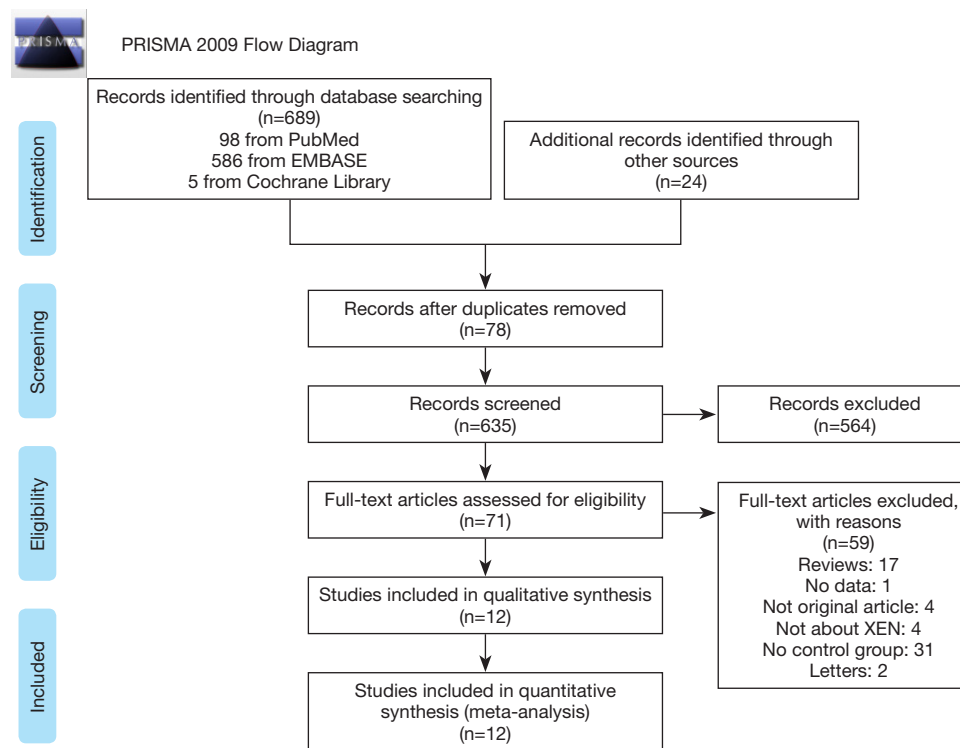 PRISMA
PRISMA 2009 Flow Diagram
Records identified through database searching
(n=689)
98 from PubMed
586 from EMBASE
5 from Cochrane Library
Additional records identified through
other sources
(n=24)
Identification
Records after duplicates removed
(n=78)
Screening
Records screened
(n=635)
Records excluded
(n=564)
Eligibility
Full-text articles assessed for eligibility
(n=71)
Full-text articles excluded,
with reasons
(n=59)
Reviews: 17
No data: 1
Not original article: 4
Not about XEN: 4
No control group: 31
Letters: 2
Studies included in qualitative synthesis
(n=12)
Included
Studies included in quantitative
synthesis (meta-analysis)
(n=12)